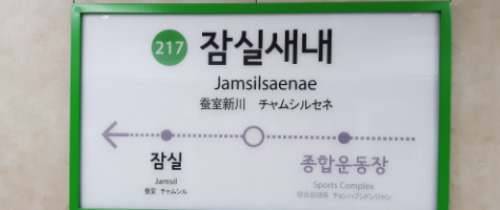 217 잠실새내
Jamsilsaenae
蚕室新川 チャムシルセネ
잠실 종합운동장
Jamsil Sports Complex
蚕室 チャムシル